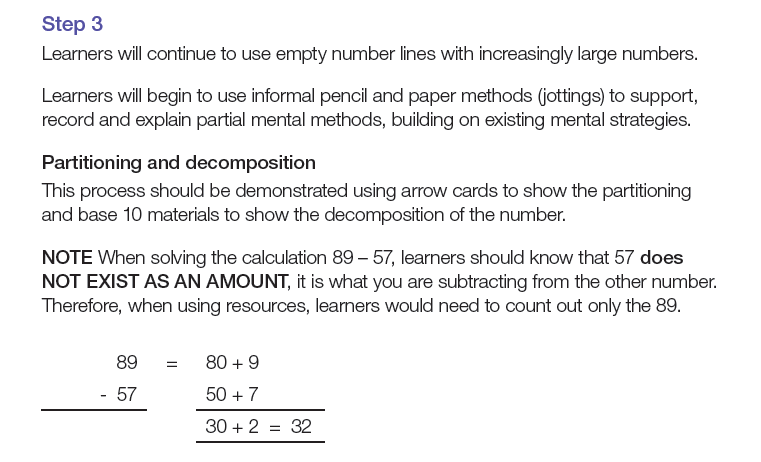 Step 3
Learners will continue to use empty number lines with increasingly large numbers.
Learners will begin to use informal pencil and paper methods (jottings) to support,
record and explain partial mental methods, building on existing mental strategies.
Partitioning and decomposition
This process should be demonstrated using arrow cards to show the partitioning
and base 10 materials to show the decomposition of the number.
NOTE When solving the calculation 89 – 57, learners should know that 57 does
NOT EXIST AS AN AMOUNT, it is what you are subtracting from the other number.
Therefore, when using resources, learners would need to count out only the 89.
89 = 80 + 9
- 57 50 + 7
30 + 2 = 32